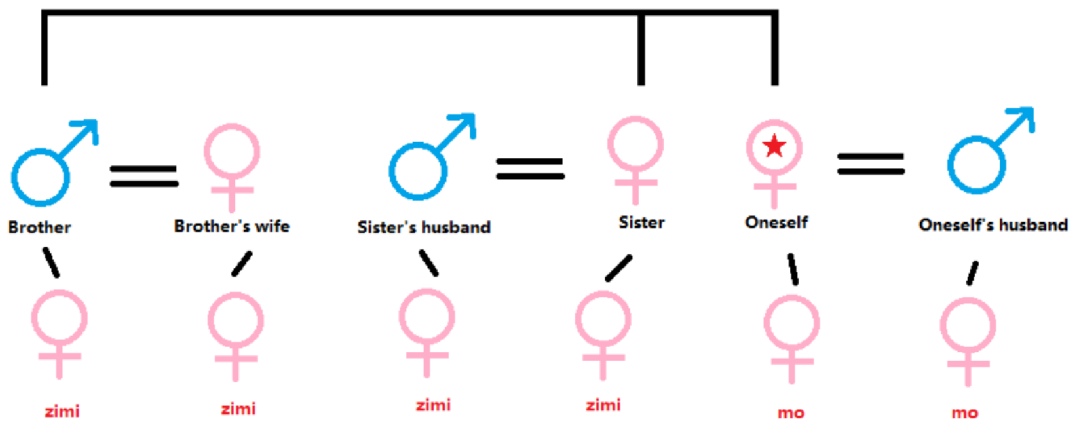 Brother
Brother's wife
Sister's husband
Sister
Oneself
Oneself's husband
zimi
zimi
zimi
zimi
mo
mo